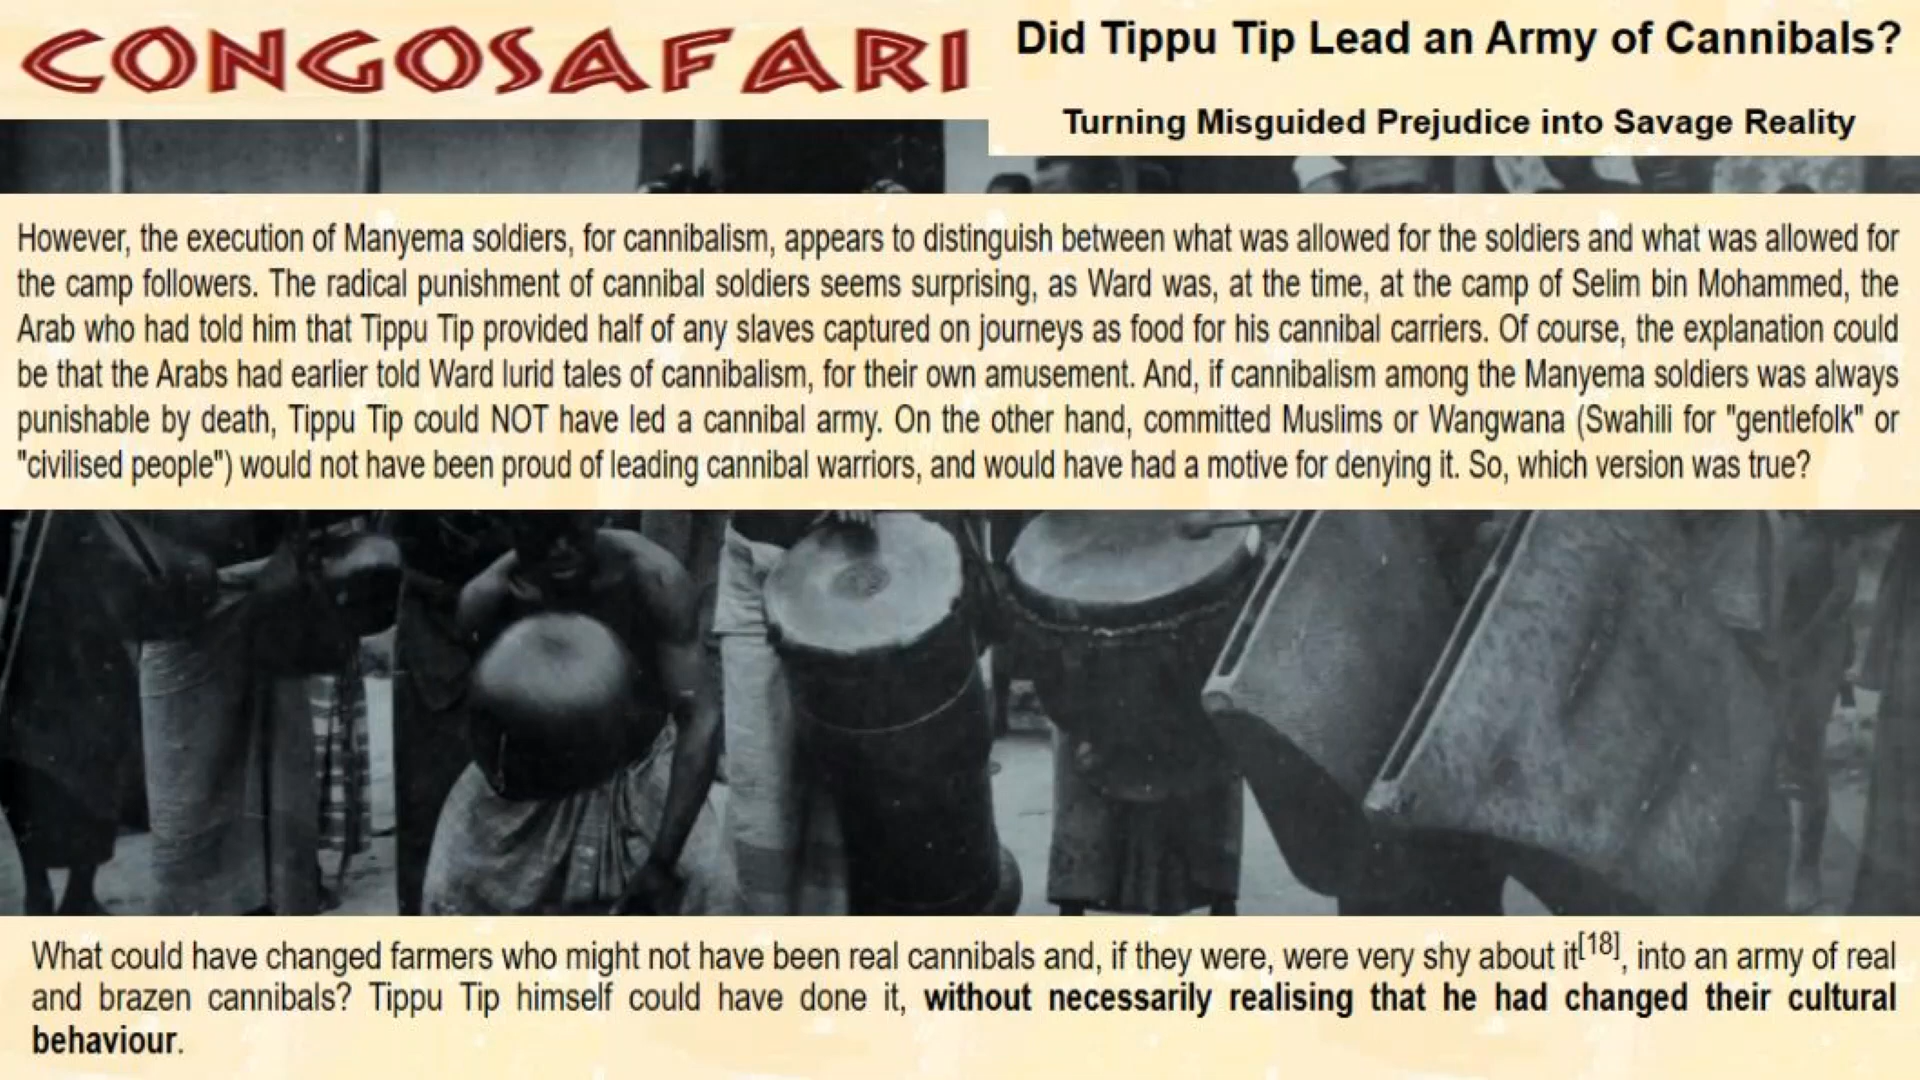 CONGOSAFARI
Did Tippu Tip Lead an Army of Cannibals?
Turning Misguided Prejudice into Savage Reality
However, the execution of Manyema soldiers, for cannibalism, appears to distinguish between what was allowed for the soldiers and what was allowed for
the camp followers. The radical punishment of cannibal soldiers seems surprising, as Ward was, at the time, at the camp of Selim bin Mohammed, the
Arab who had told him that Tippu Tip provided half of any slaves captured on journeys as food for his cannibal carriers. Of course, the explanation could
be that the Arabs had earlier told Ward lurid tales of cannibalism, for their own amusement. And, if cannibalism among the Manyema soldiers was always
punishable by death, Tippu Tip could NOT have led a cannibal army. On the other hand, committed Muslims or Wangwana (Swahili for "gentlefolk" or
"civilised people") would not have been proud of leading cannibal warriors, and would have had a motive for denying it. So, which version was true?
What could have changed farmers who might not have been real cannibals and, if they were, were very shy about it[18], into an army of real
and brazen cannibals? Tippu Tip himself could have done it, without necessarily realising that he had changed their cultural
behaviour.